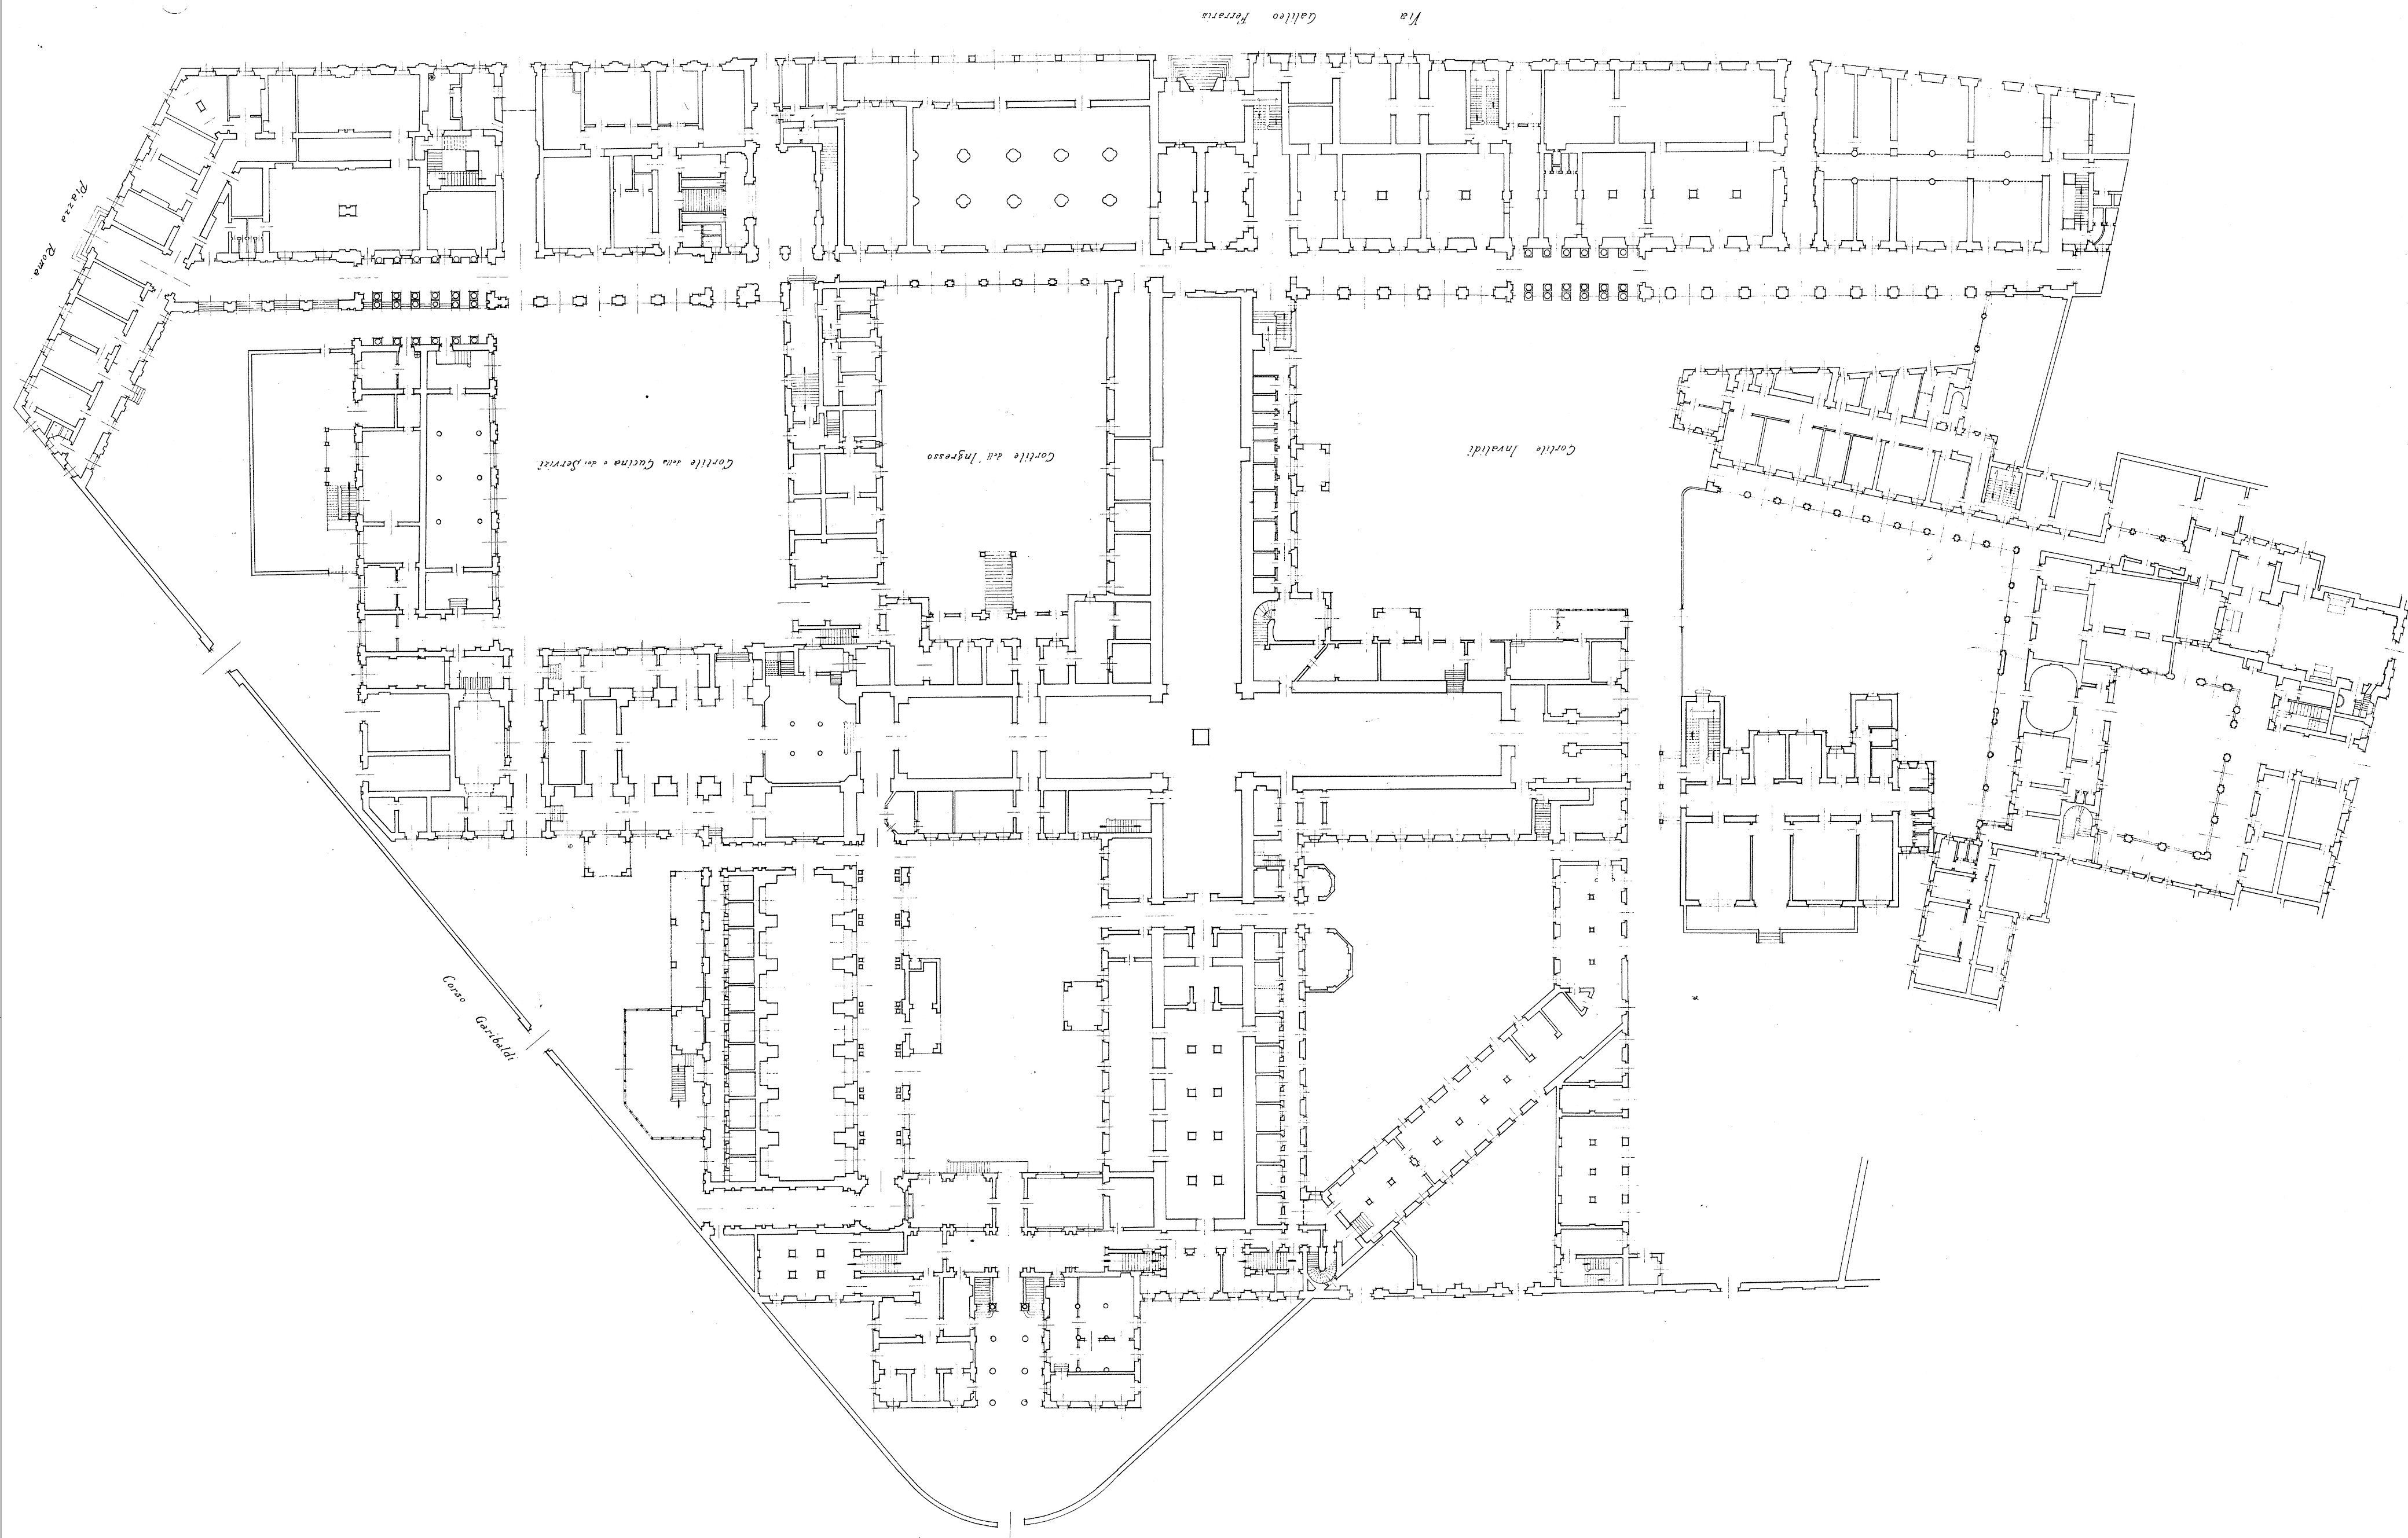 Via Galileo Ferraris
Piazza Roma
Cortile della Cucina e dei Servizi
Cortile dell'Ingresso
Cortile Invalidi
Corso Garibaldi